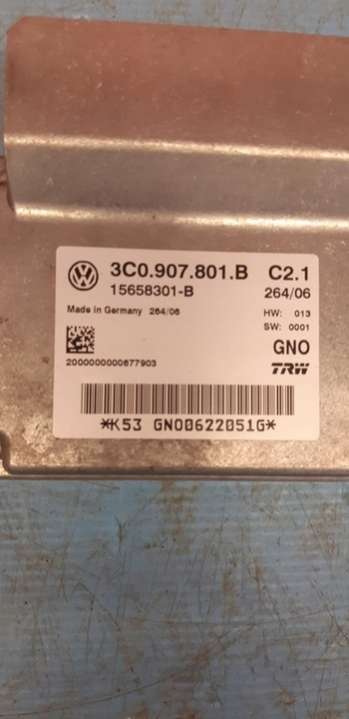 3C0.907.801.B C2.1
15658301-B 264/06
Made in Germany 264/06 HW: 013
SW: 0001
GNO
2000000000677903 TRW
*K53 GN00622051G*